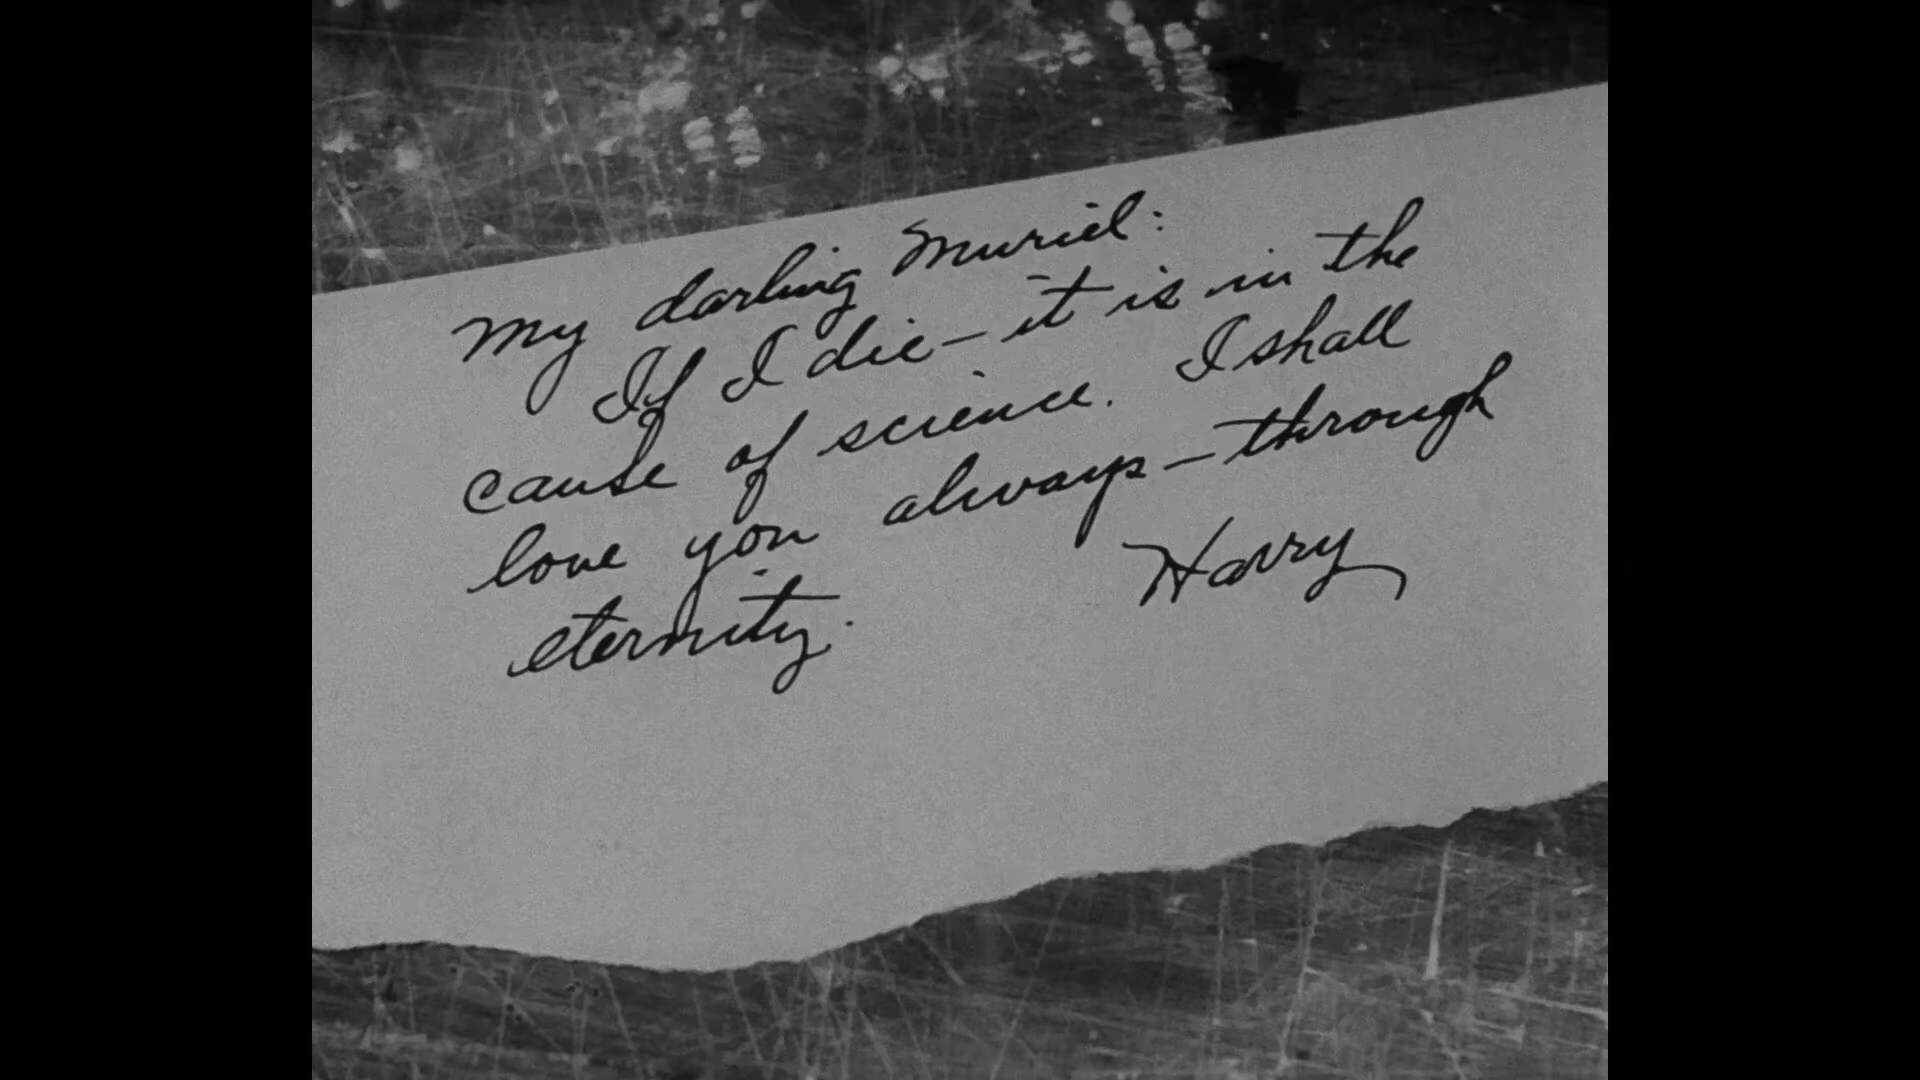 My darling Muriel:
If I die – it is in the
cause of science. I shall
love you always – through
eternity.
Harry